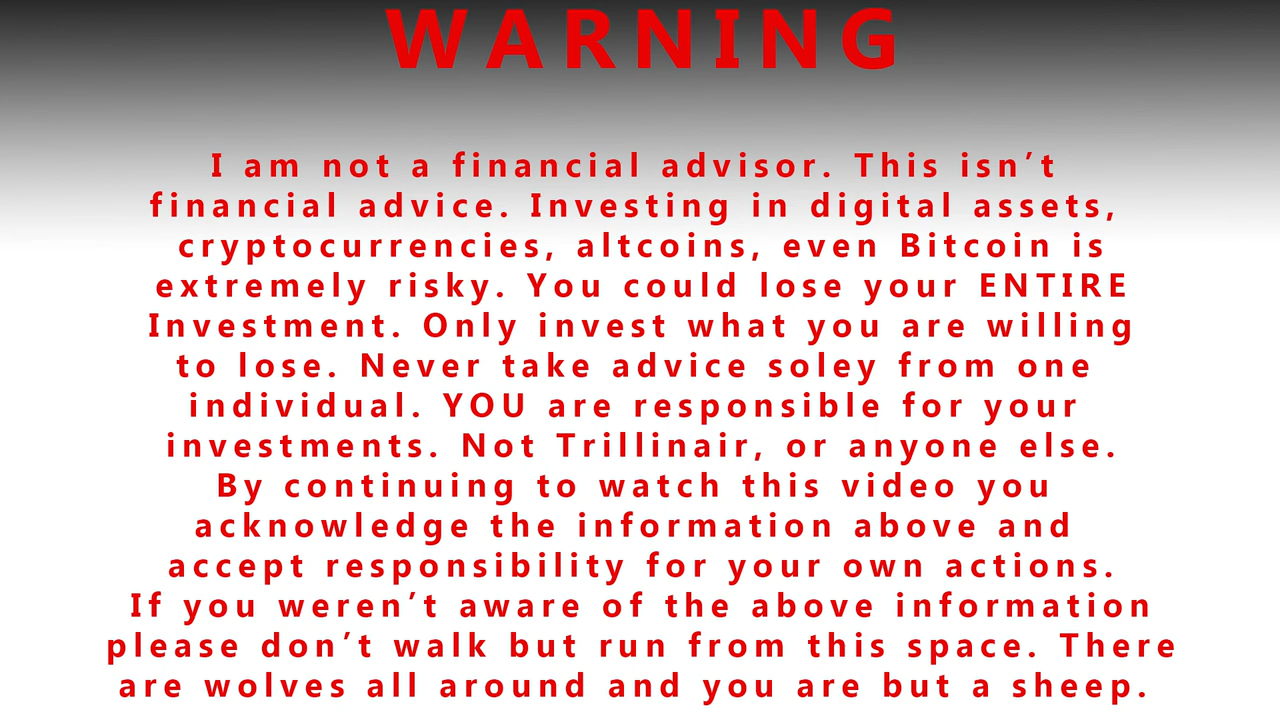 WARNING
I am not a financial advisor. This isn’t
financial advice. Investing in digital assets,
cryptocurrencies, altcoins, even Bitcoin is
extremely risky. You could lose your ENTIRE
Investment. Only invest what you are willing
to lose. Never take advice soley from one
individual. YOU are responsible for your
investments. Not Trillinair, or anyone else.
By continuing to watch this video you
acknowledge the information above and
accept responsibility for your own actions.
If you weren’t aware of the above information
please don’t walk but run from this space. There
are wolves all around and you are but a sheep.